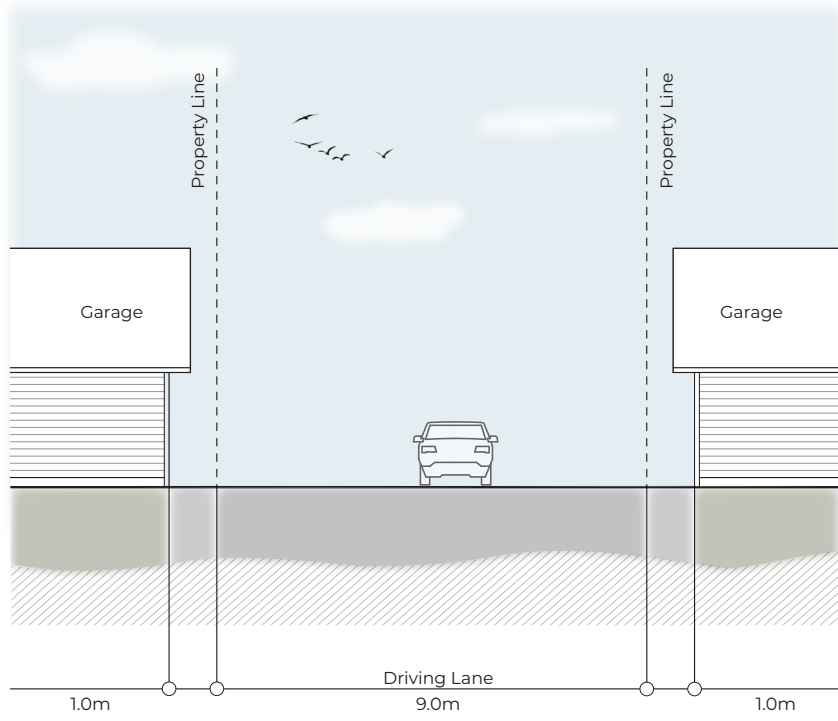 Property Line
Property Line
Garage
Garage
Driving Lane
1.0m
9.0m
1.0m